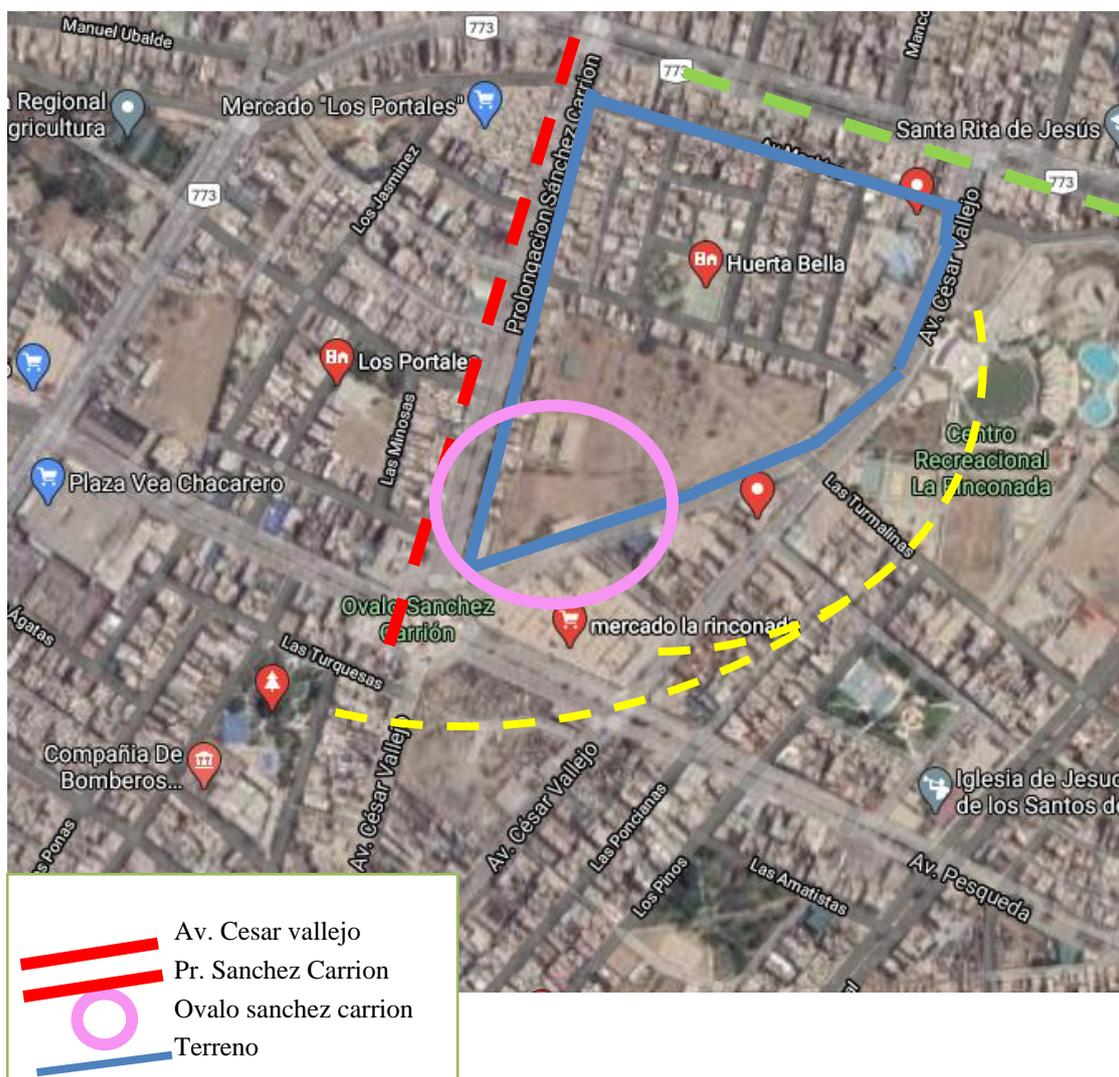 Manuel Ubalde
773
Manco
Regional
gricultura
Mercado "Los Portales"
773
Santa Rita de Jesús
773
773
Los Jasminez
Prolongacion Sánchez Carrion
Av. César Vallejo
Huerta Bella
Los Portales
Las Minosas
Centro
Recreacional
La Rinconada
Plaza Vea Chacarero
Las Turmalinas
Ovalo Sanchez
Carrión
mercado la rinconada
Ágatas
Las Turquesas
Compañia De
Bomberos...
Av. César Vallejo
Av. César Vallejo
Las Poncianas
Los Pinos
Iglesia de Jesuc
de los Santos de
Las Amatistas
Av. Pesqueda
s Ponas
Av. Cesar vallejo
Pr. Sanchez Carrion
Ovalo sanchez carrion
Terreno